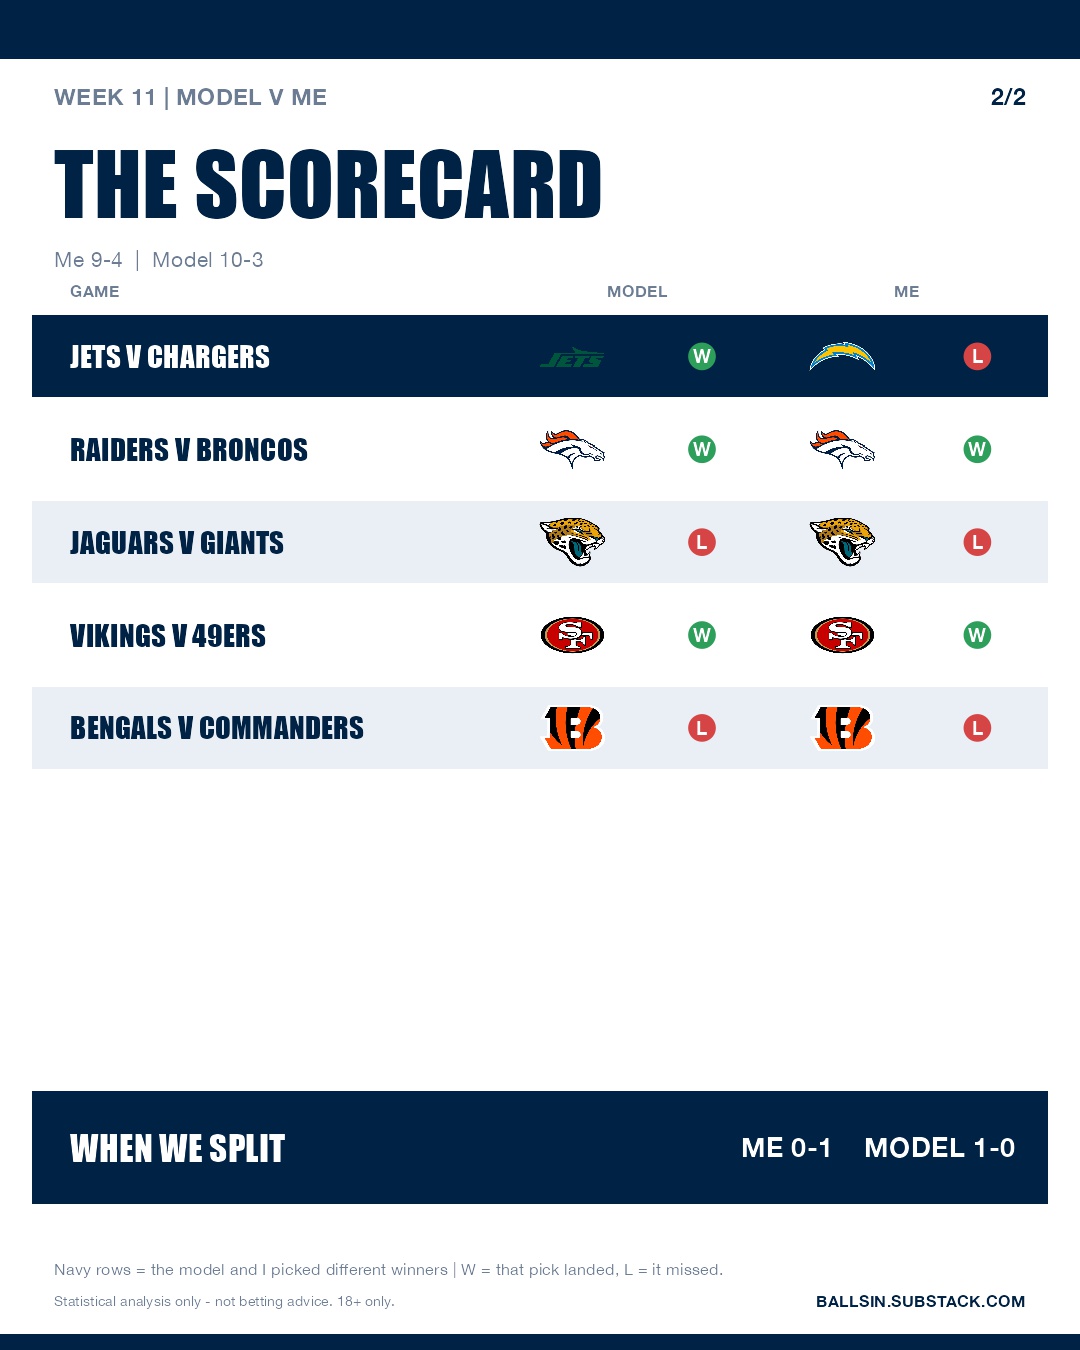 WEEK 11 | MODEL V ME 2/2
THE SCORECARD
Me 9-4 | Model 10-3
GAME MODEL ME
JETS V CHARGERS JETS W L
RAIDERS V BRONCOS W W
JAGUARS V GIANTS L L
VIKINGS V 49ERS SF W SF W
BENGALS V COMMANDERS B L B L
WHEN WE SPLIT ME 0-1 MODEL 1-0
Navy rows = the model and I picked different winners | W = that pick landed, L = it missed.
Statistical analysis only - not betting advice. 18+ only. BALLSIN.SUBSTACK.COM